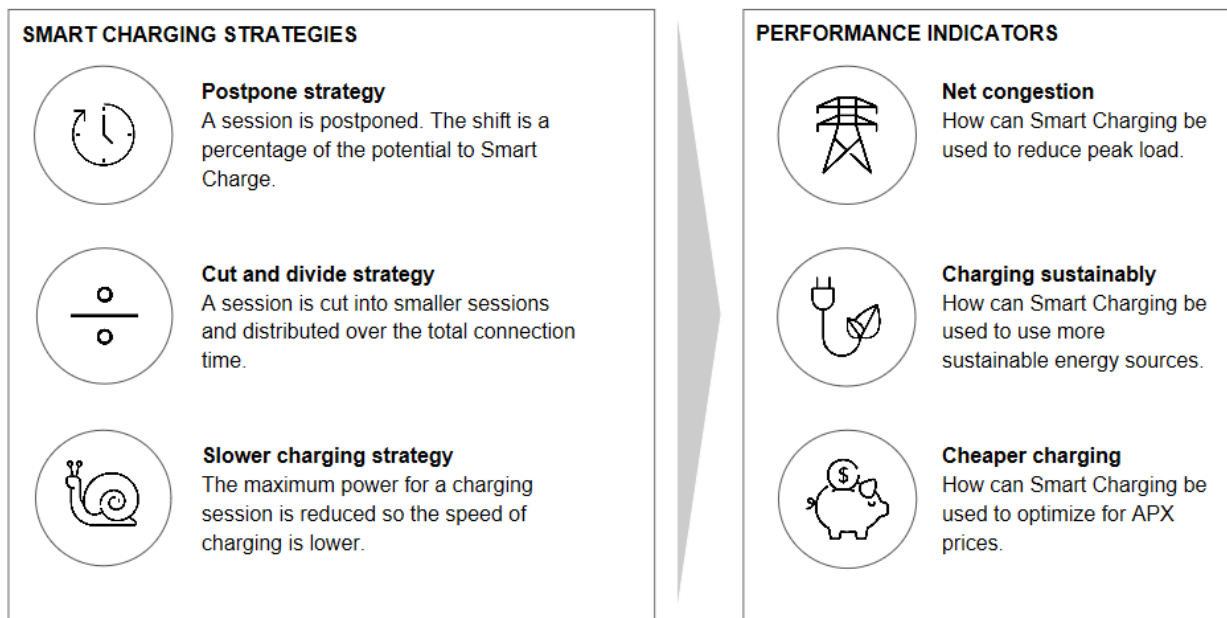 SMART CHARGING STRATEGIES
Postpone strategy
A session is postponed. The shift is a
percentage of the potential to Smart
Charge.
Cut and divide strategy
A session is cut into smaller sessions
and distributed over the total connection
time.
Slower charging strategy
The maximum power for a charging
session is reduced so the speed of
charging is lower.
PERFORMANCE INDICATORS
Net congestion
How can Smart Charging be
used to reduce peak load.
Charging sustainably
How can Smart Charging be
used to use more
sustainable energy sources.
$
Cheaper charging
How can Smart Charging be
used to optimize for APX
prices.